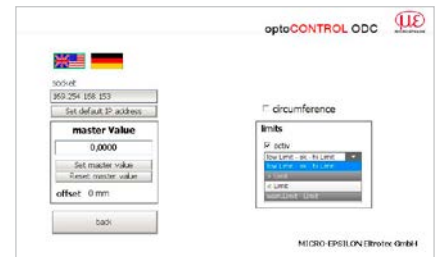 optoCONTROL ODC
MICRO-EPSILON
socket
169.254.168.153
Set default IP address
master Value
0,0000
Set master value
Reset master value
offset 0 mm
back
circumference
limits
activ
low Limit - ok - hi Limit
low Limit - ok - hi Limit
> Limit
< Limit
MICRO-EPSILON Eltrotec GmbH